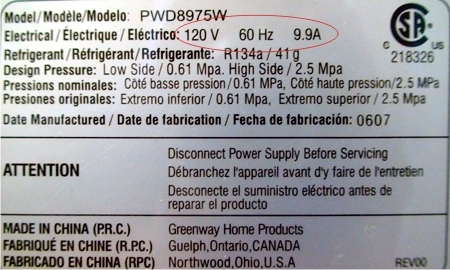 Model/Modèle/Modelo: PWD8975W
Electrical/Électrique/Eléctrico: 120 V 60 Hz 9.9A
Refrigerant/Réfrigérant/Refrigerante: R134a/41g
Design Pressure: Low Side/0.61 Mpa. High Side/2.5 Mpa
Pressions nominales: Côté basse pression/0.61 MPa, Côté haute pression/2.5 MPa
Presiones originales: Extremo inferior/0.61 Mpa, Extremo superior/2.5 Mpa
Date Manufactured/Date de fabrication/Fecha de fabricación: 0607
SA
C US
218326
ATTENTION
Disconnect Power Supply Before Servicing
Débranchez l'appareil avant d'y faire de l'entretien
Desconecte el suministro eléctrico antes de
reparar el producto
MADE IN CHINA (P.R.C.)
FABRIQUÉ EN CHINE (R.P.C.)
FABRICADO EN CHINA (RPC)
Greenway Home Products
Guelph,Ontario,CANADA
Northwood,Ohio,U.S.A
REV00